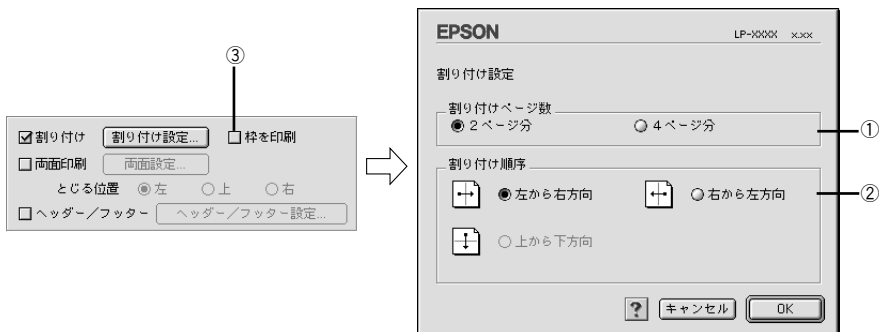 ③
☑割り付け 割り付け設定... □枠を印刷
□両面印刷 両面設定...
とじる位置 ◉左 ○上 ○右
□ヘッダー/フッター ヘッダー/フッター設定...
EPSON LP-XXXX x.xx
割り付け設定
割り付けページ数
◉2ページ分 ○4ページ分
①
割り付け順序
◉左から右方向 ○右から左方向
②
○上から下方向
? キャンセル OK